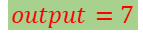 output = 7